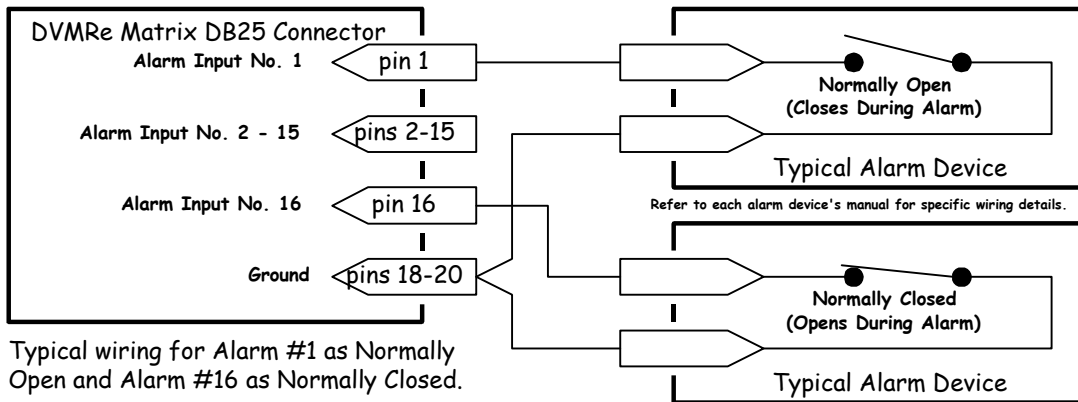 DVMRe Matrix DB25 Connector
Alarm Input No. 1
pin 1
Alarm Input No. 2 - 15
pins 2-15
Alarm Input No. 16
pin 16
Ground
pins 18-20
Typical wiring for Alarm #1 as Normally
Open and Alarm #16 as Normally Closed.
Normally Open
(Closes During Alarm)
Typical Alarm Device
Refer to each alarm device's manual for specific wiring details.
Normally Closed
(Opens During Alarm)
Typical Alarm Device